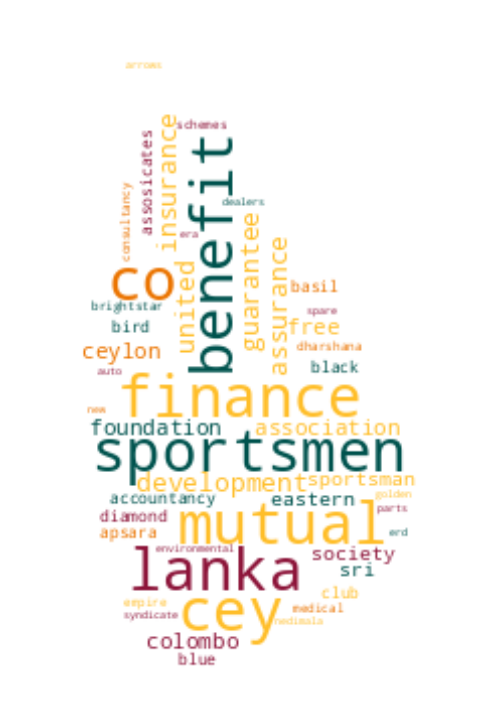 arrows
schemes
assosicates
insurance
benefit
consultancy
dealers
era
guarantee
assurance
united
co
basil
brightstar
spare
bird
free
ceylon
dharshana
auto
black
finance
new
foundation
association
sportsmen
development
sportsman
accountancy
eastern
golden
diamond
mutual
parts
apsara
erd
environmental
society
lanka
sri
empire
cey
club
syndicate
medical
nedimala
colombo
blue